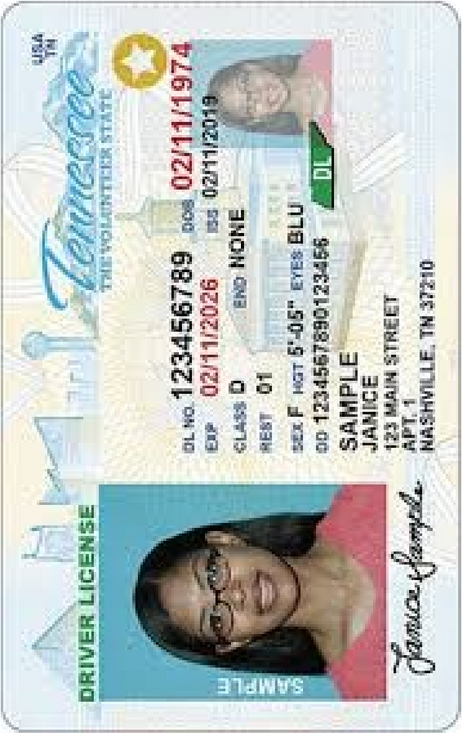 USA
TN
Tennessee
THE VOLUNTEER STATE
DRIVER LICENSE
DL NO. 123456789
DOB 02/11/1974
EXP 02/11/2026
ISS 02/11/2019
CLASS D
END NONE
REST 01
SEX F HGT 5'-05" EYES BLU
DD 1234567890123456
DL
SAMPLE
JANICE
123 MAIN STREET
APT. 1
NASHVILLE, TN 37210
SAMPLE
Janice Sample